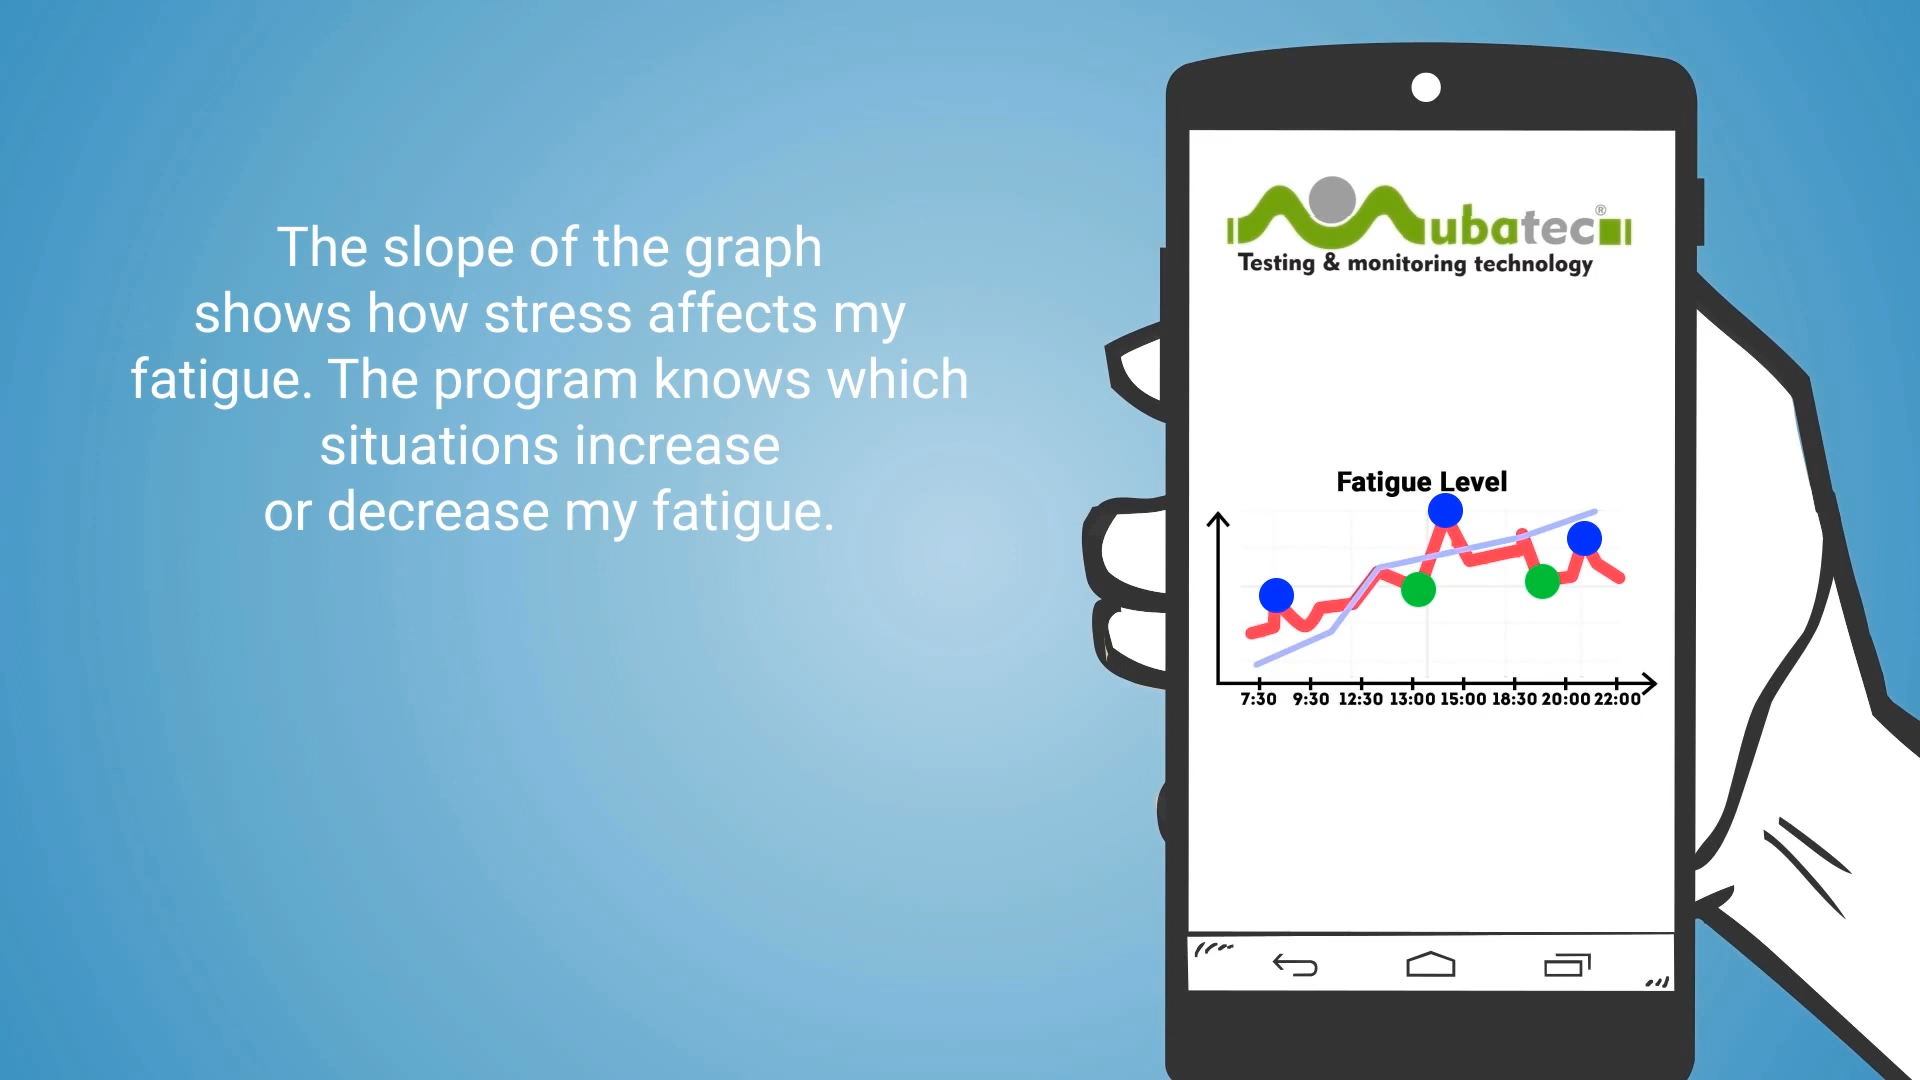 The slope of the graph
shows how stress affects my
fatigue. The program knows which
situations increase
or decrease my fatigue.
ubatec®
Testing & monitoring technology
Fatigue Level
7:30 9:30 12:30 13:00 15:00 18:30 20:00 22:00